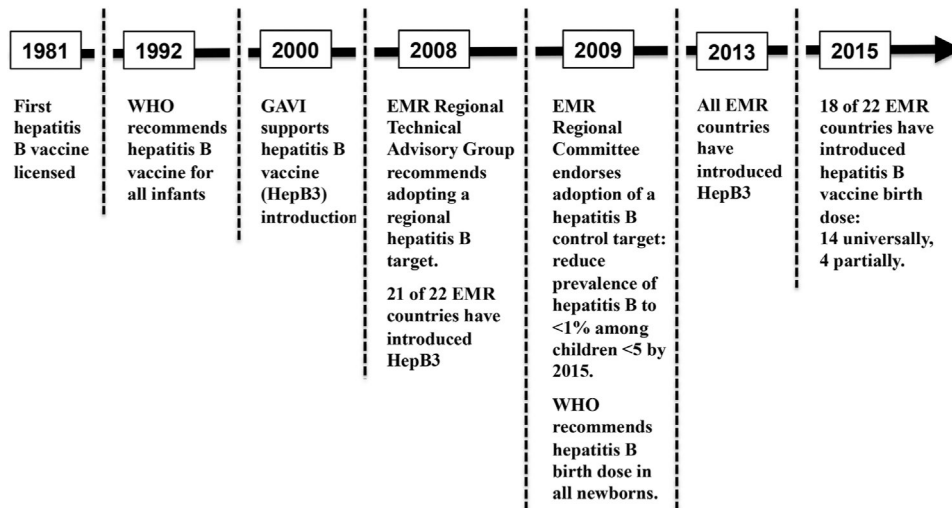 1981
First
hepatitis
B vaccine
licensed
1992
WHO
recommends
hepatitis B
vaccine for
all infants
2000
GAVI
supports
hepatitis B
vaccine
(HepB3)
introduction
2008
EMR Regional
Technical
Advisory Group
recommends
adopting a
regional
hepatitis B
target.
21 of 22 EMR
countries have
introduced
HepB3
2009
EMR
Regional
Committee
endorses
adoption of a
hepatitis B
control target:
reduce
prevalence of
hepatitis B to
<1% among
children <5 by
2015.
WHO
recommends
hepatitis B
birth dose in
all newborns.
2013
All EMR
countries
have
introduced
HepB3
2015
18 of 22 EMR
countries have
introduced
hepatitis B
vaccine birth
dose:
14 universally,
4 partially.